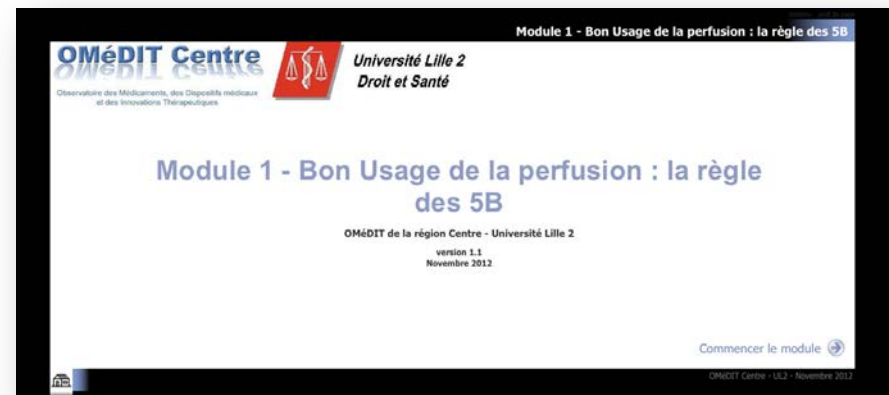 Module 1 - Bon Usage de la perfusion : la règle des 5B
OMéDIT Centre
Observatoire des Médicaments, des Dispositifs médicaux
et des Innovations Thérapeutiques
Université Lille 2
Droit et Santé
Module 1 - Bon Usage de la perfusion : la règle
des 5B
OMéDIT de la région Centre - Université Lille 2
version 1.1
Novembre 2012
Commencer le module
OMéDIT Centre - UL2 - Novembre 2012